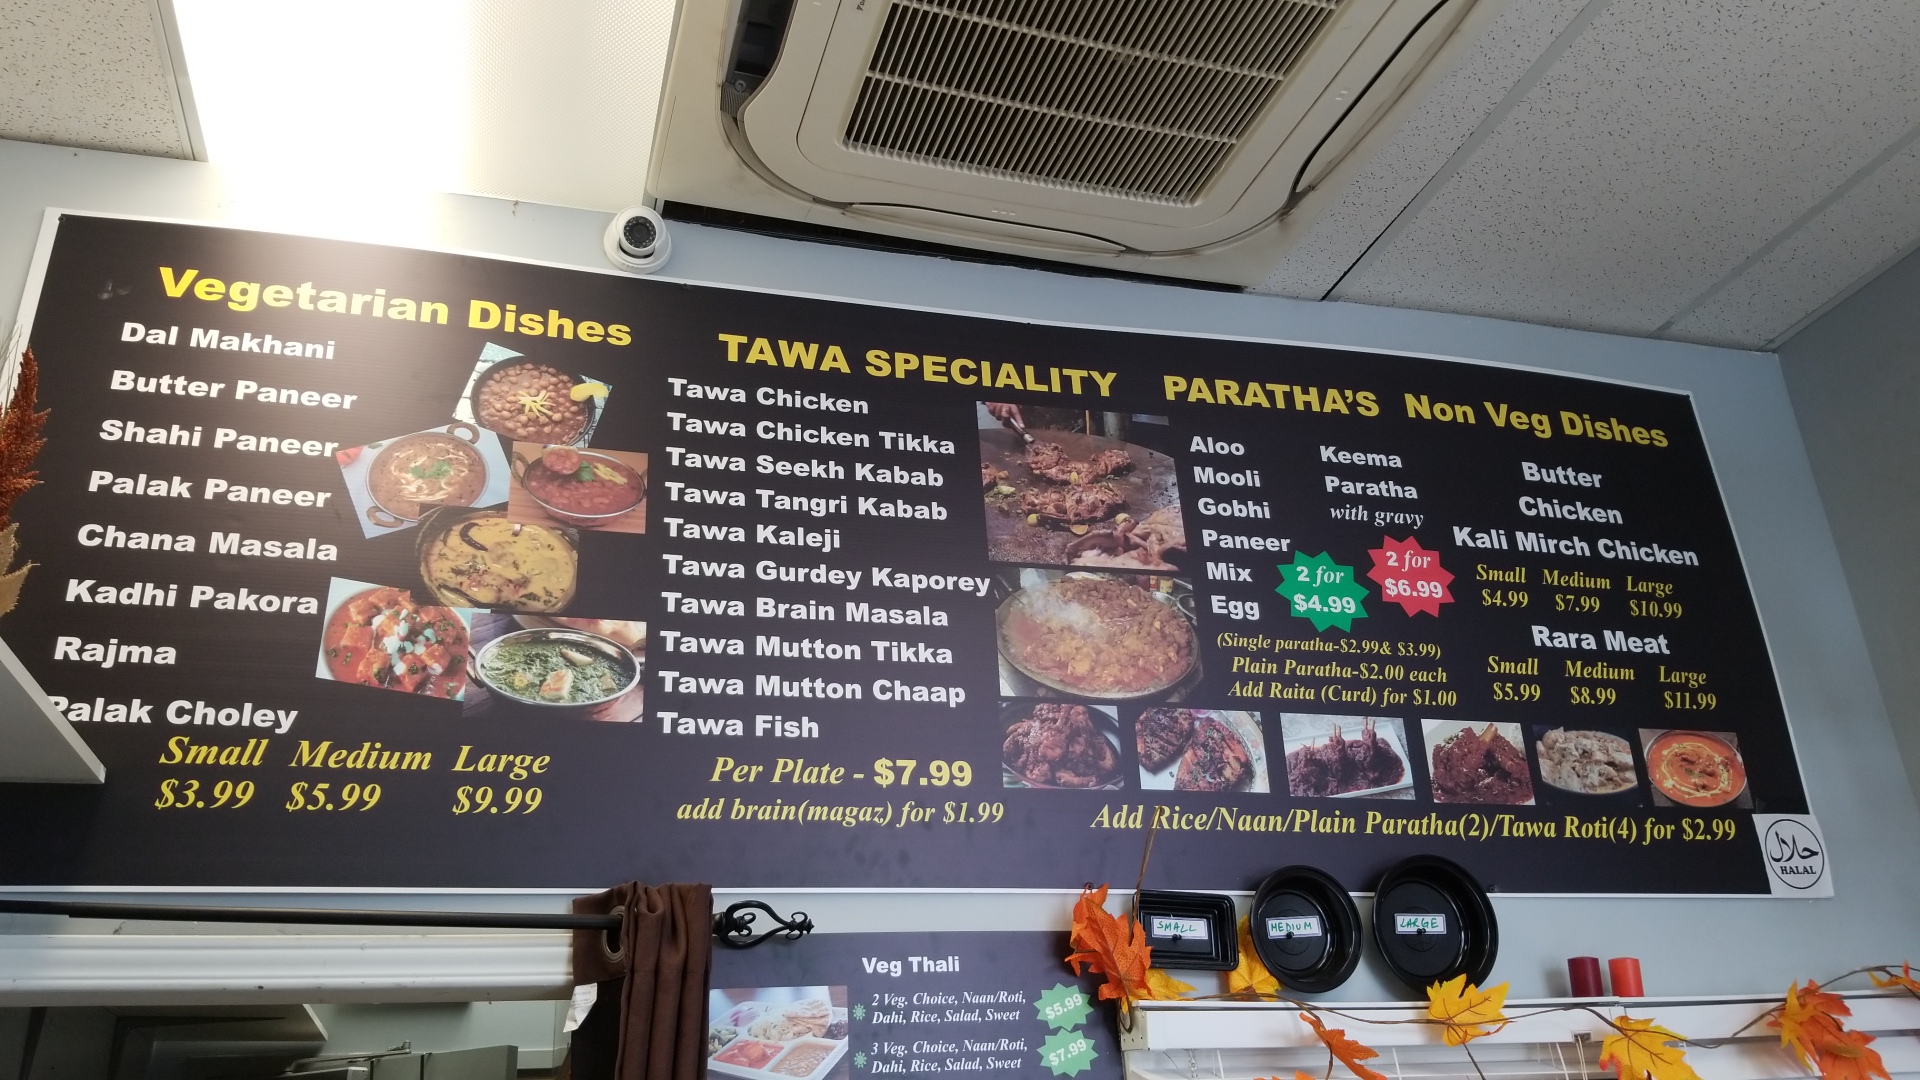 Vegetarian Dishes
Dal Makhani
Butter Paneer
Shahi Paneer
Palak Paneer
Chana Masala
Kadhi Pakora
Rajma
Palak Choley
Small Medium Large
$3.99 $5.99 $9.99
TAWA SPECIALITY
Tawa Chicken
Tawa Chicken Tikka
Tawa Seekh Kabab
Tawa Tangri Kabab
Tawa Kaleji
Tawa Gurdey Kaporey
Tawa Brain Masala
Tawa Mutton Tikka
Tawa Mutton Chaap
Tawa Fish
Per Plate - $7.99
add brain(magaz) for $1.99
PARATHA'S
Aloo
Mooli
Gobhi
Paneer
Mix
Egg
2 for
$4.99
Keema
Paratha
with gravy
2 for
$6.99
(Single paratha-$2.99& $3.99)
Plain Paratha-$2.00 each
Add Raita (Curd) for $1.00
Non Veg Dishes
Butter
Chicken
Kali Mirch Chicken
Small Medium Large
$4.99 $7.99 $10.99
Rara Meat
Small Medium Large
$5.99 $8.99 $11.99
Add Rice/Naan/Plain Paratha(2)/Tawa Roti(4) for $2.99
حلال
HALAL
SMALL
MEDIUM
LARGE
Veg Thali
2 Veg. Choice, Naan/Roti,
Dahi, Rice, Salad, Sweet
$5.99
3 Veg. Choice, Naan/Roti,
Dahi, Rice, Salad, Sweet
$7.99